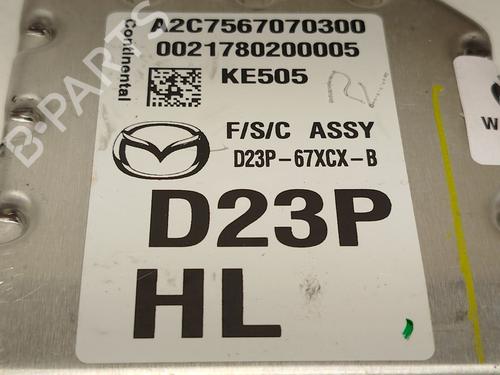 Continental
A2C7567070300
0021780200005
KE505
F/S/C ASSY
D23P-67XCX-B
D23P
HL
W
B-PARTS